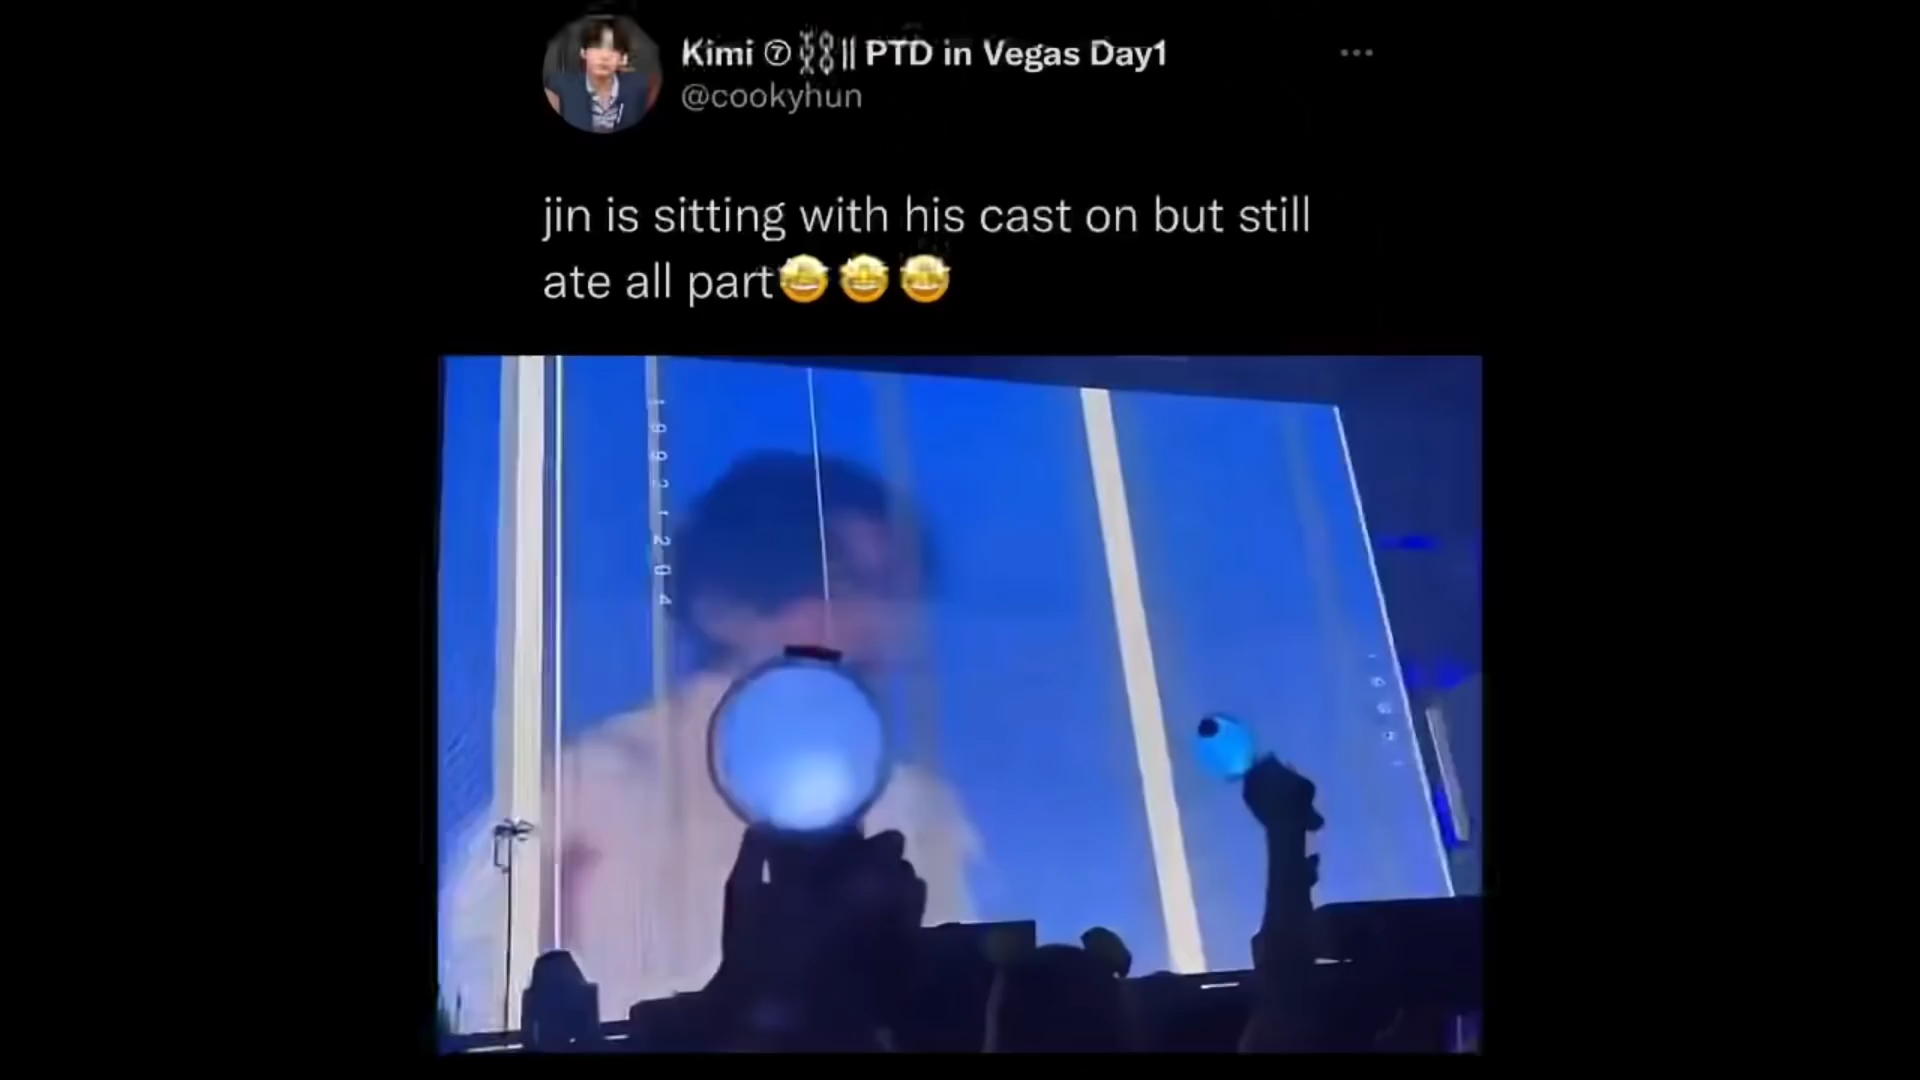 Kimi ⑦ ⛓⛓ || PTD in Vegas Day1
@cookyhun
jin is sitting with his cast on but still
ate all part🤩🤩🤩
19921204